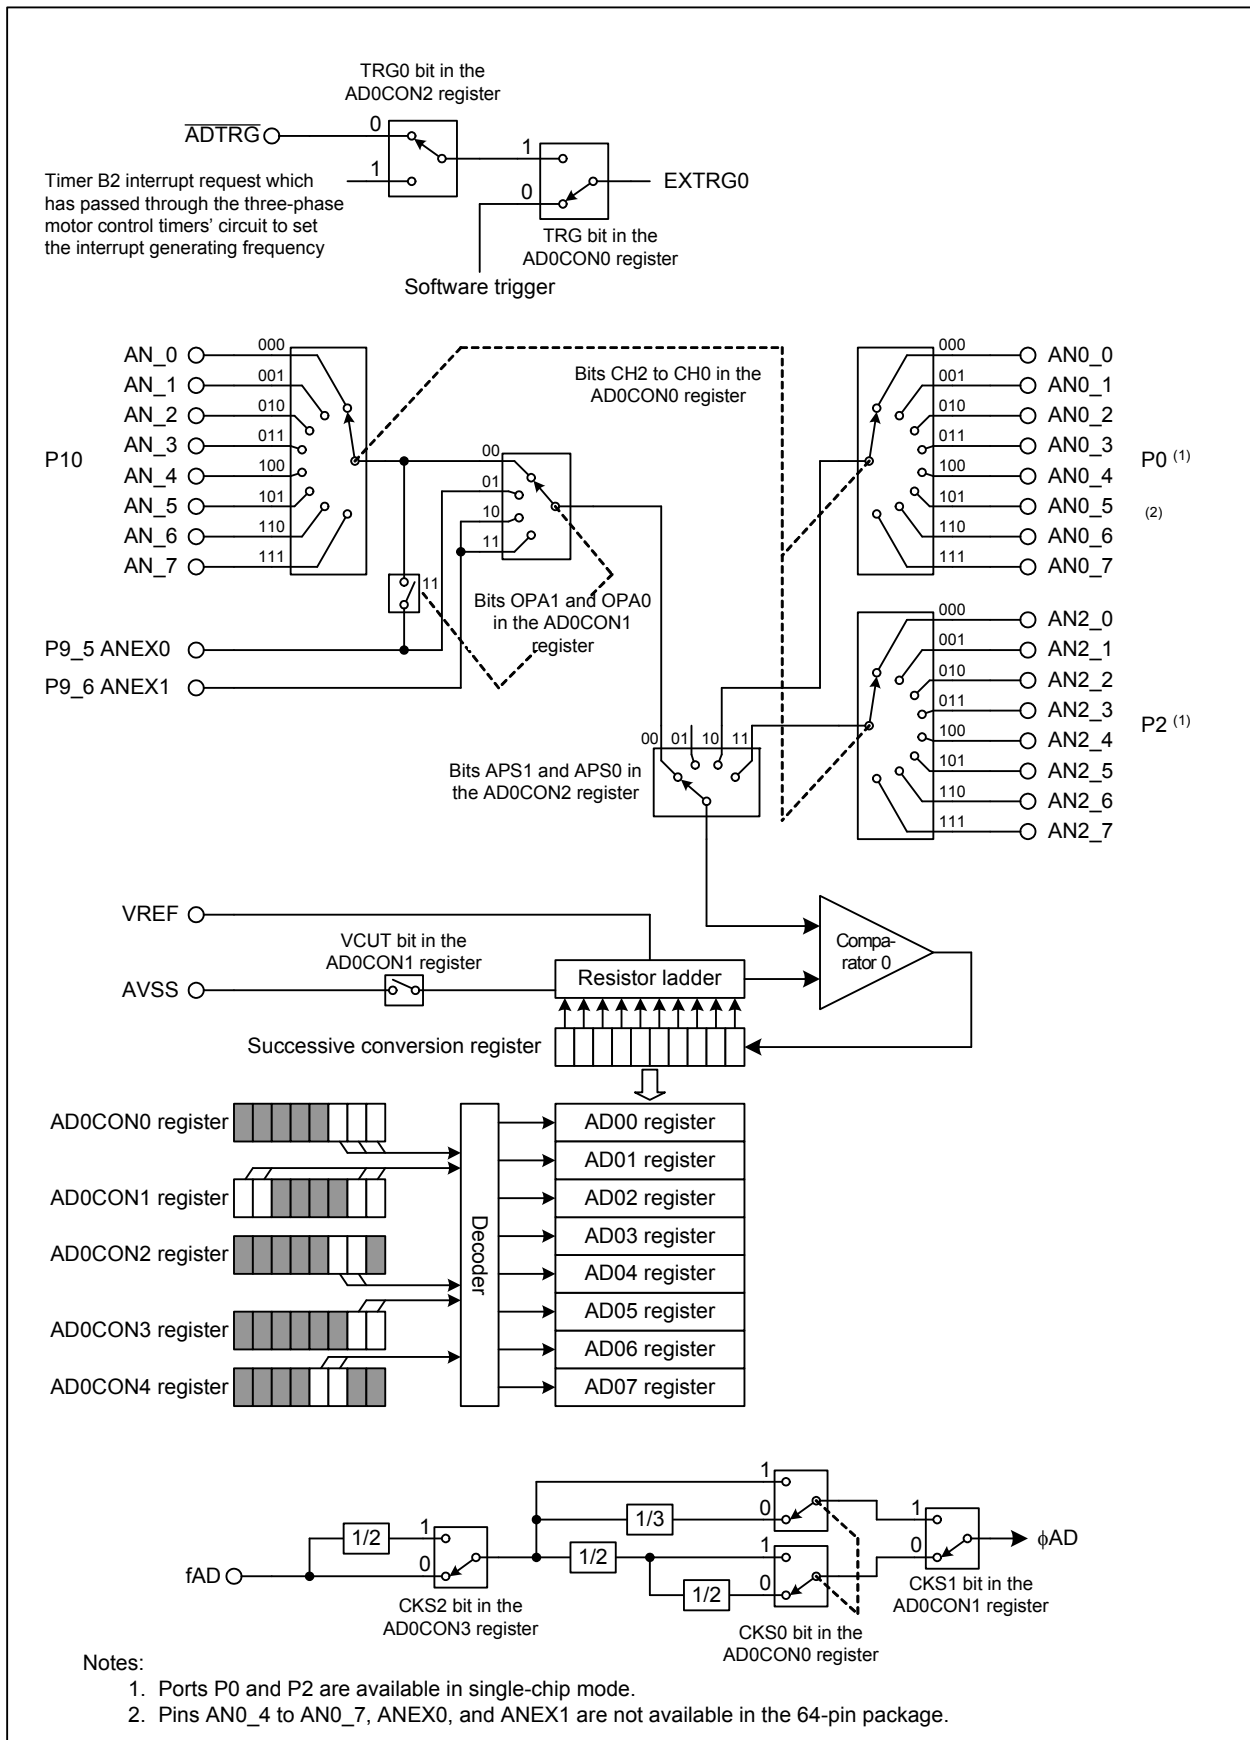 TRG0 bit in the
AD0CON2 register
ADTRG
0
1
Timer B2 interrupt request which
has passed through the three-phase
motor control timers' circuit to set
the interrupt generating frequency
1
0
EXTRG0
TRG bit in the
AD0CON0 register
Software trigger
P10
AN_0
AN_1
AN_2
AN_3
AN_4
AN_5
AN_6
AN_7
000
001
010
011
100
101
110
111
Bits CH2 to CH0 in the
AD0CON0 register
00
01
10
11
11
Bits OPA1 and OPA0
in the AD0CON1
register
P9_5 ANEX0
P9_6 ANEX1
000
001
010
011
100
101
110
111
AN0_0
AN0_1
AN0_2
AN0_3
AN0_4
AN0_5
AN0_6
AN0_7
P0 (1)
(2)
000
001
010
011
100
101
110
111
AN2_0
AN2_1
AN2_2
AN2_3
AN2_4
AN2_5
AN2_6
AN2_7
P2 (1)
00
01
10
11
Bits APS1 and APS0 in
the AD0CON2 register
VREF
VCUT bit in the
AD0CON1 register
AVSS
Resistor ladder
Compa-
rator 0
Successive conversion register
AD0CON0 register
AD0CON1 register
AD0CON2 register
AD0CON3 register
AD0CON4 register
Decoder
AD00 register
AD01 register
AD02 register
AD03 register
AD04 register
AD05 register
AD06 register
AD07 register
fAD
1/2
1
0
CKS2 bit in the
AD0CON3 register
1/3
1
0
1/2
1/2
1
0
CKS0 bit in the
AD0CON0 register
1
0
CKS1 bit in the
AD0CON1 register
ϕAD
Notes:
1. Ports P0 and P2 are available in single-chip mode.
2. Pins AN0_4 to AN0_7, ANEX0, and ANEX1 are not available in the 64-pin package.